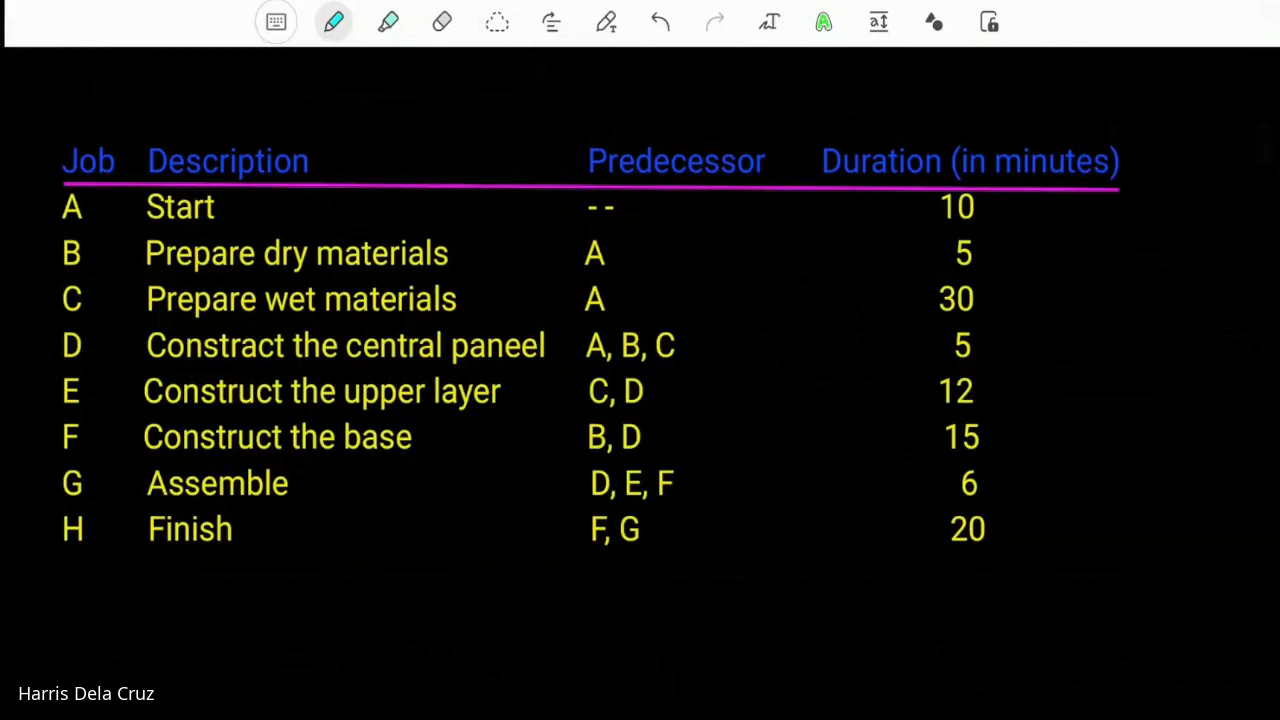 Job Description Predecessor Duration (in minutes)
A Start -- 10
B Prepare dry materials A 5
C Prepare wet materials A 30
D Constract the central paneel A, B, C 5
E Construct the upper layer C, D 12
F Construct the base B, D 15
G Assemble D, E, F 6
H Finish F, G 20
Harris Dela Cruz